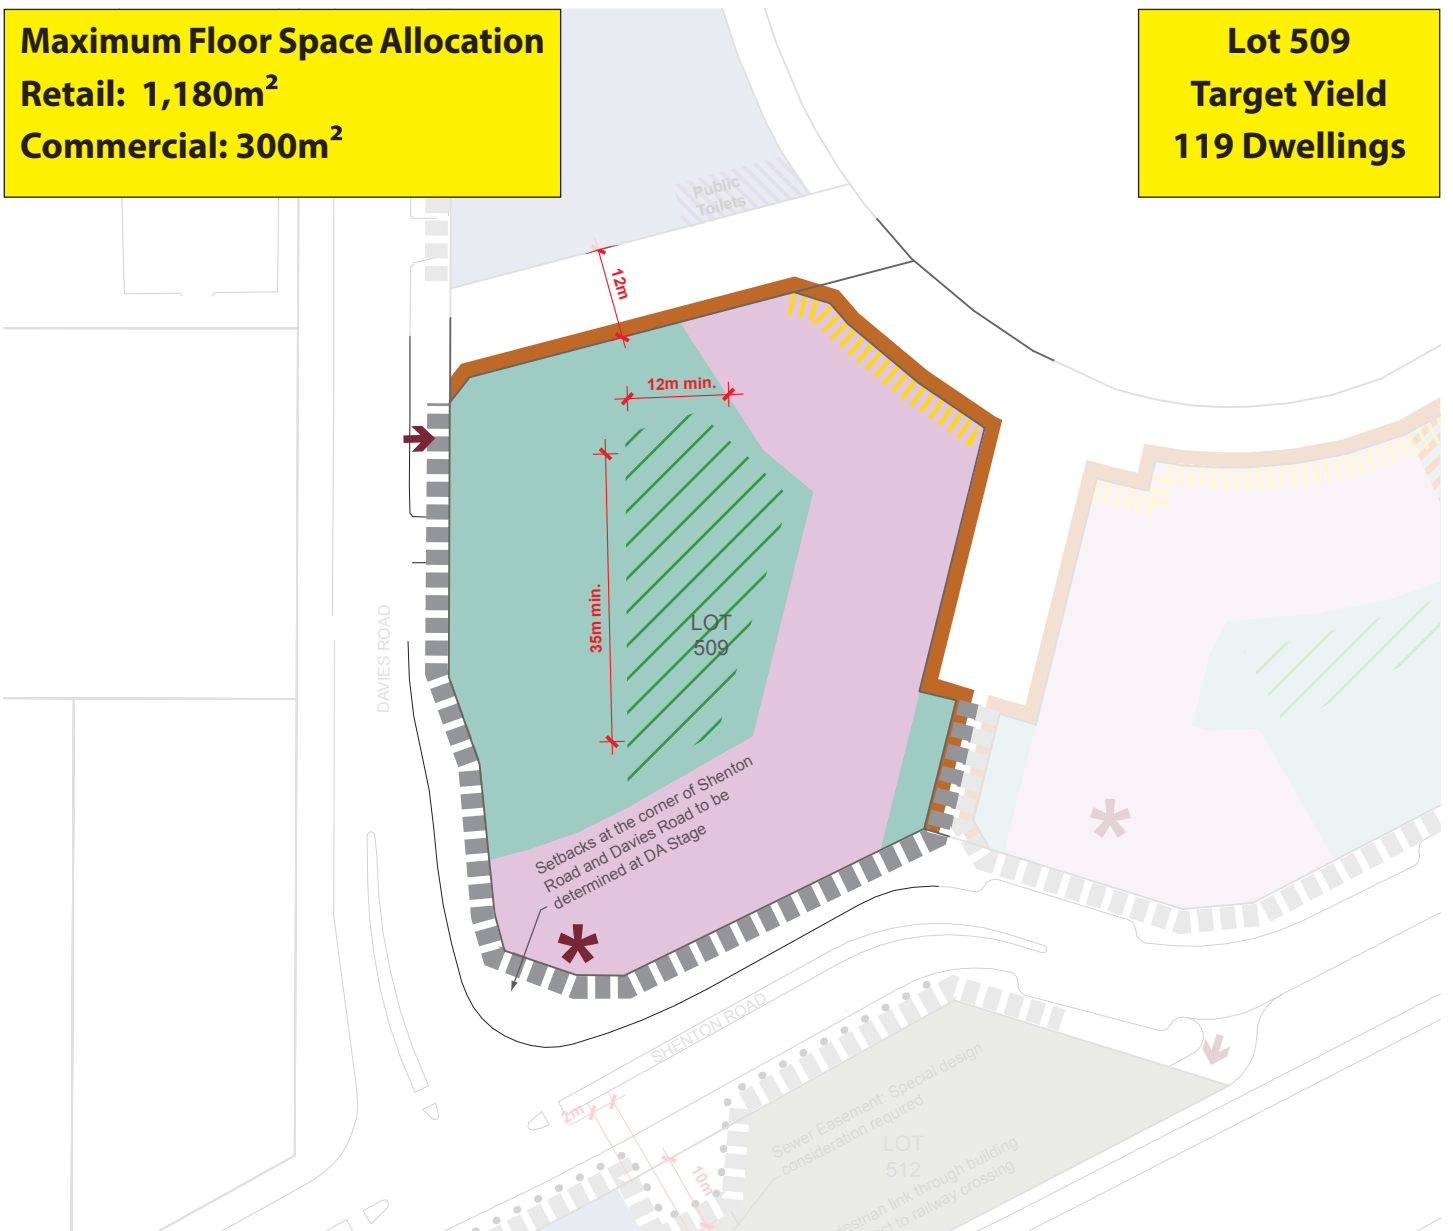 Maximum Floor Space Allocation
Retail: 1,180m²
Commercial: 300m²
Lot 509
Target Yield
119 Dwellings
Public
Toilets
12m
12m min.
35m min.
LOT
509
DAVIES ROAD
Setbacks at the corner of Shenton
Road and Davies Road to be
determined at DA Stage
SHENTON ROAD
2m
10m
Sewer Easement: Special design
consideration required
LOT
512
through building
to railway crossing